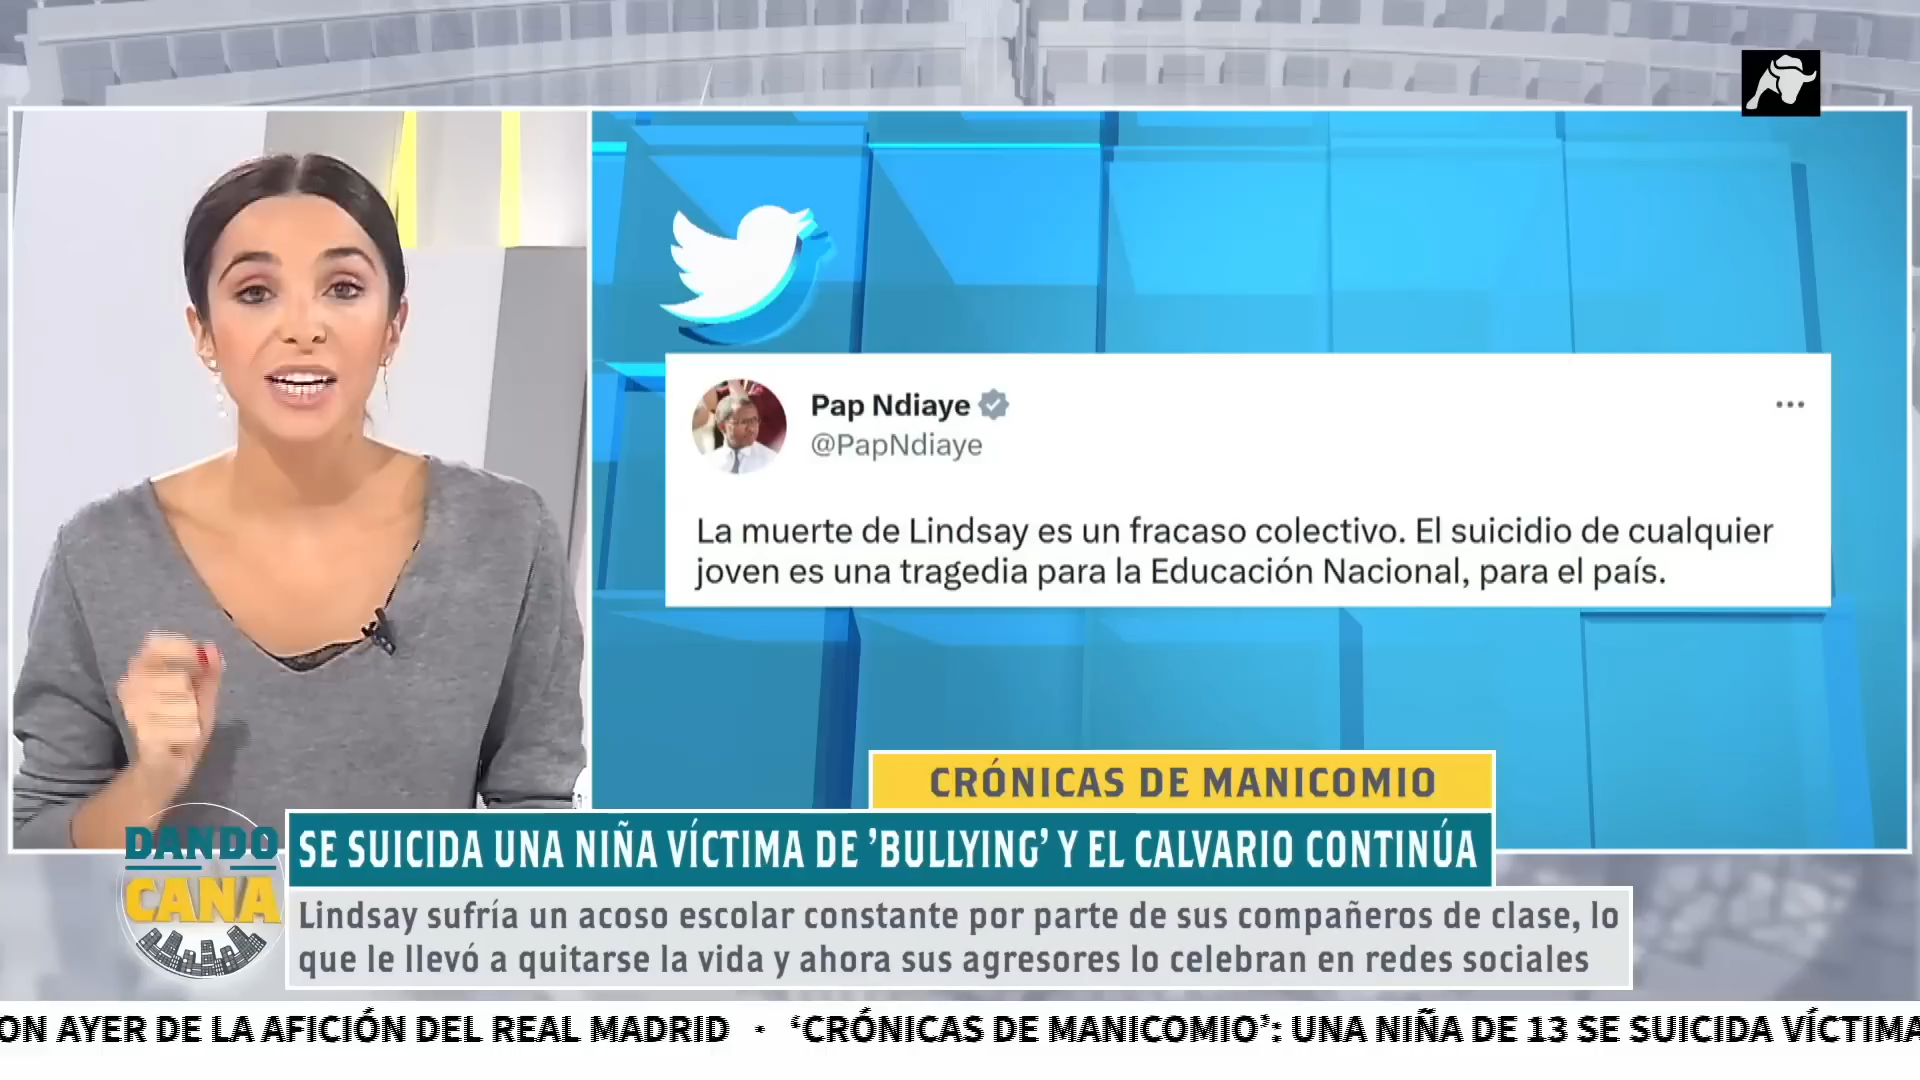 Pap Ndiaye
@PapNdiaye
La muerte de Lindsay es un fracaso colectivo. El suicidio de cualquier
joven es una tragedia para la Educación Nacional, para el país.
CRÓNICAS DE MANICOMIO
SE SUICIDA UNA NIÑA VÍCTIMA DE 'BULLYING' Y EL CALVARIO CONTINÚA
DANDO
CANA
Lindsay sufría un acoso escolar constante por parte de sus compañeros de clase, lo
que le llevó a quitarse la vida y ahora sus agresores lo celebran en redes sociales
ON AYER DE LA AFICIÓN DEL REAL MADRID · ‘CRÓNICAS DE MANICOMIO’: UNA NIÑA DE 13 SE SUICIDA VÍCTIMA